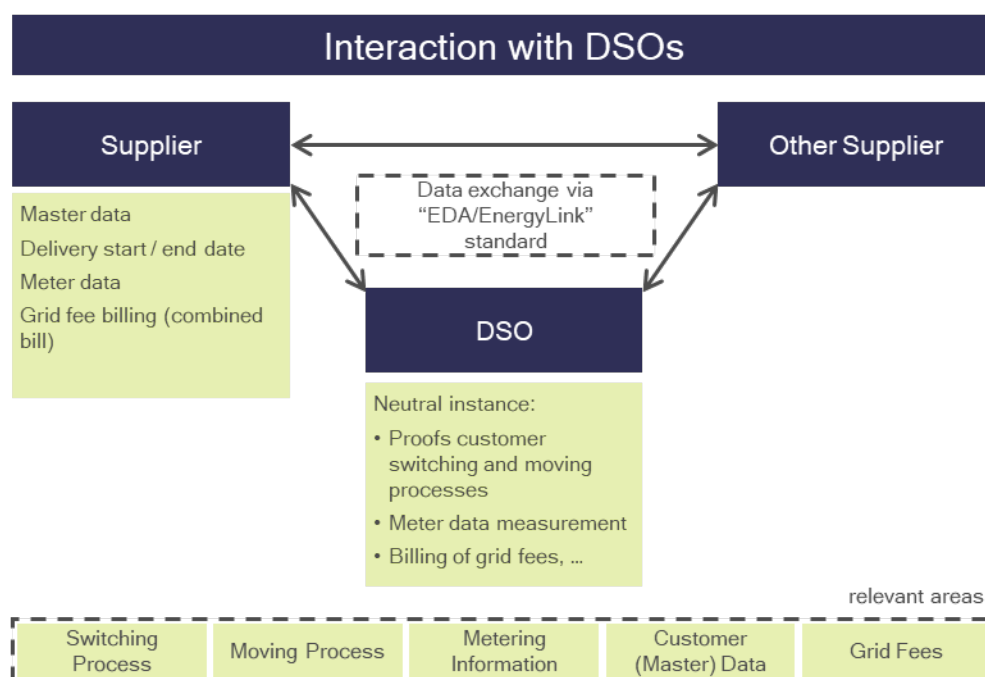 Interaction with DSOs
Supplier
Other Supplier
Data exchange via
“EDA/EnergyLink”
standard
Master data
Delivery start / end date
Meter data
Grid fee billing (combined
bill)
DSO
Neutral instance:
• Proofs customer
switching and moving
processes
• Meter data measurement
• Billing of grid fees, ...
relevant areas
Switching
Process
Moving Process
Metering
Information
Customer
(Master) Data
Grid Fees